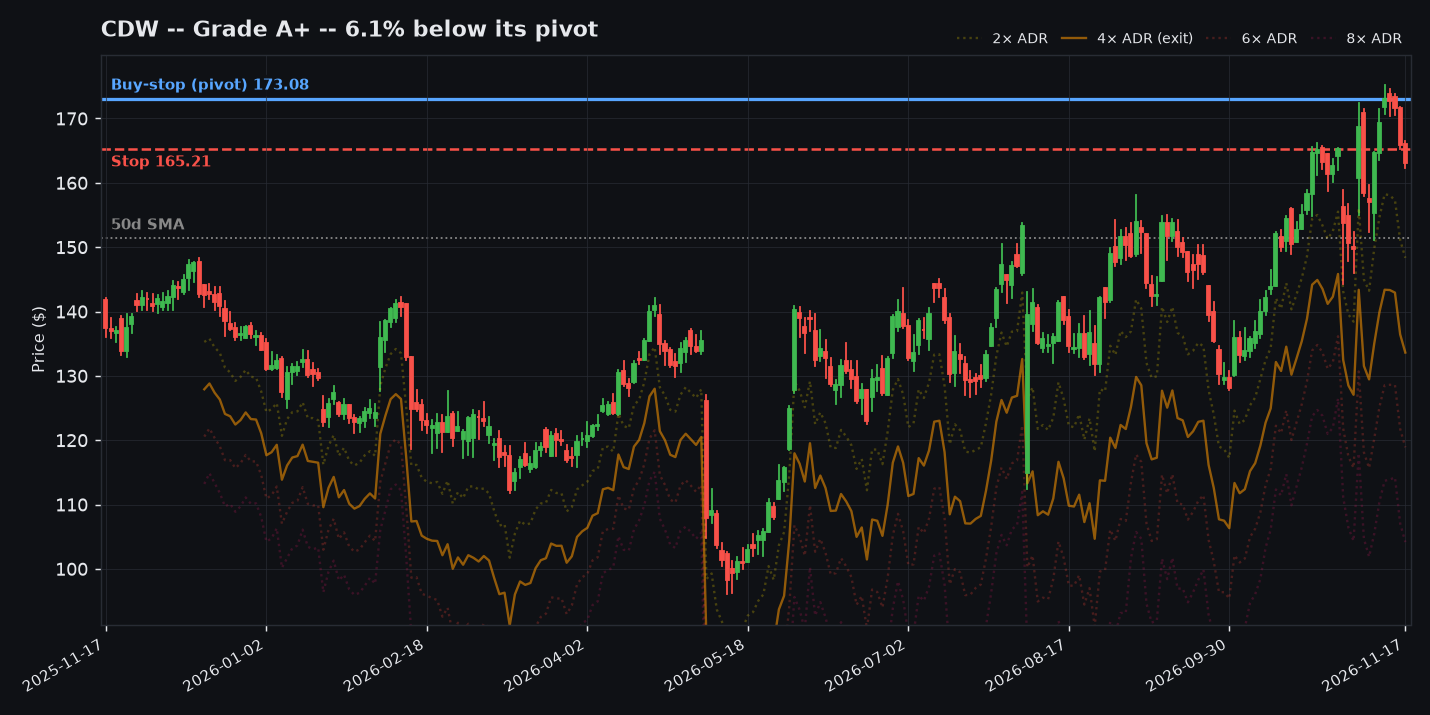 CDW -- Grade A+ -- 6.1% below its pivot
2× ADR
4× ADR (exit)
6× ADR
8× ADR
Buy-stop (pivot) 173.08
Stop 165.21
50d SMA
Price ($)
170
160
150
140
130
120
110
100
2025-11-17
2026-01-02
2026-02-18
2026-04-02
2026-05-18
2026-07-02
2026-08-17
2026-09-30
2026-11-17